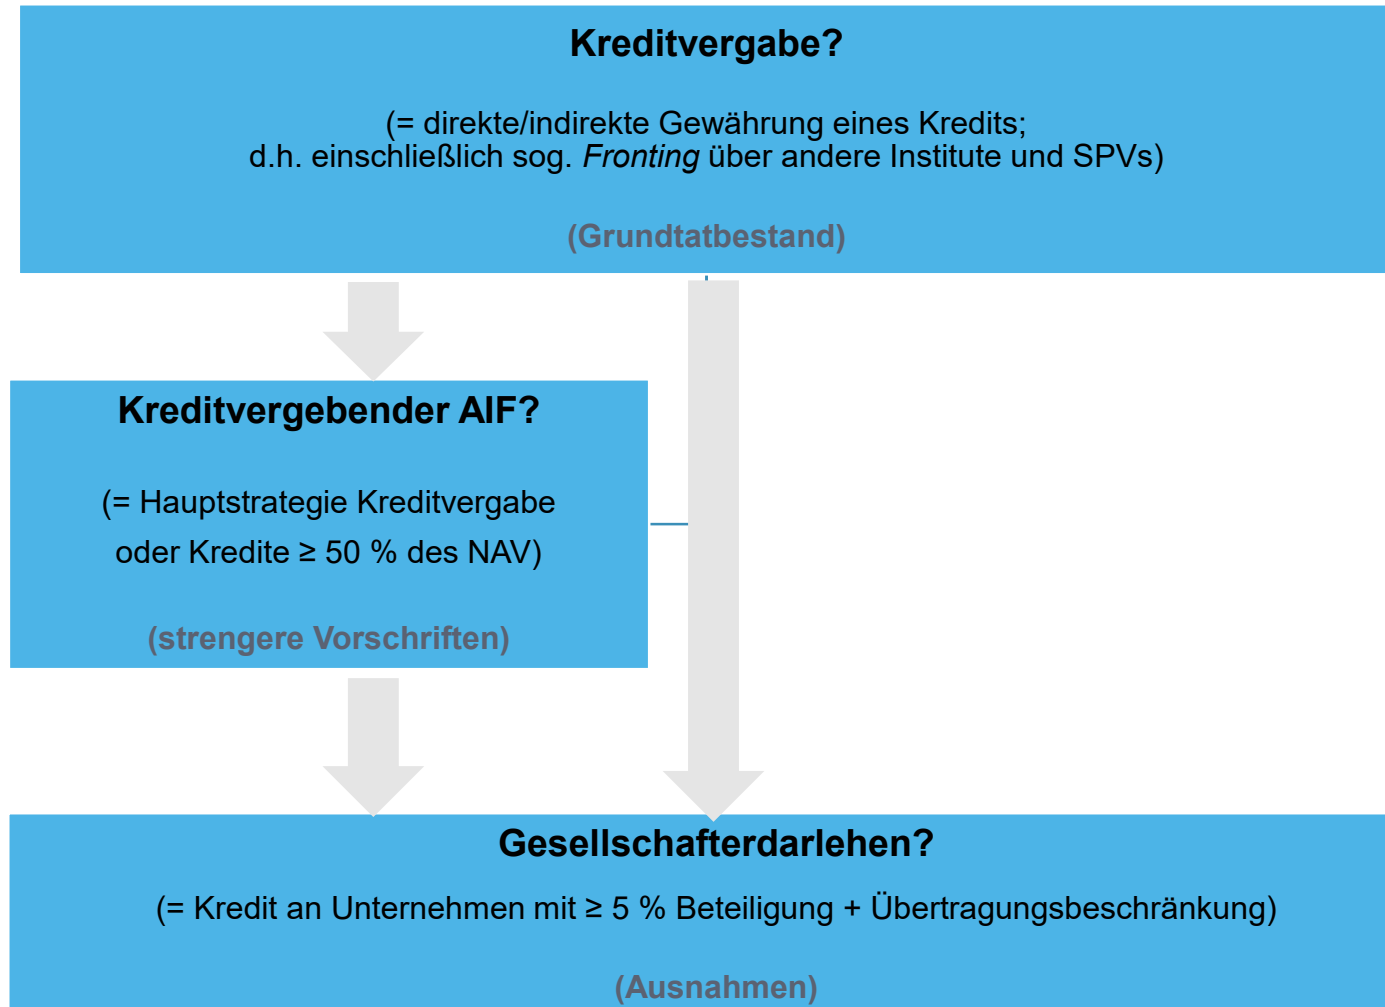 Kreditvergabe?
(= direkte/indirekte Gewährung eines Kredits;
d.h. einschließlich sog. Fronting über andere Institute und SPVs)
(Grundtatbestand)
Kreditvergebender AIF?
(= Hauptstrategie Kreditvergabe
oder Kredite ≥ 50 % des NAV)
(strengere Vorschriften)
Gesellschafterdarlehen?
(= Kredit an Unternehmen mit ≥ 5 % Beteiligung + Übertragungsbeschränkung)
(Ausnahmen)